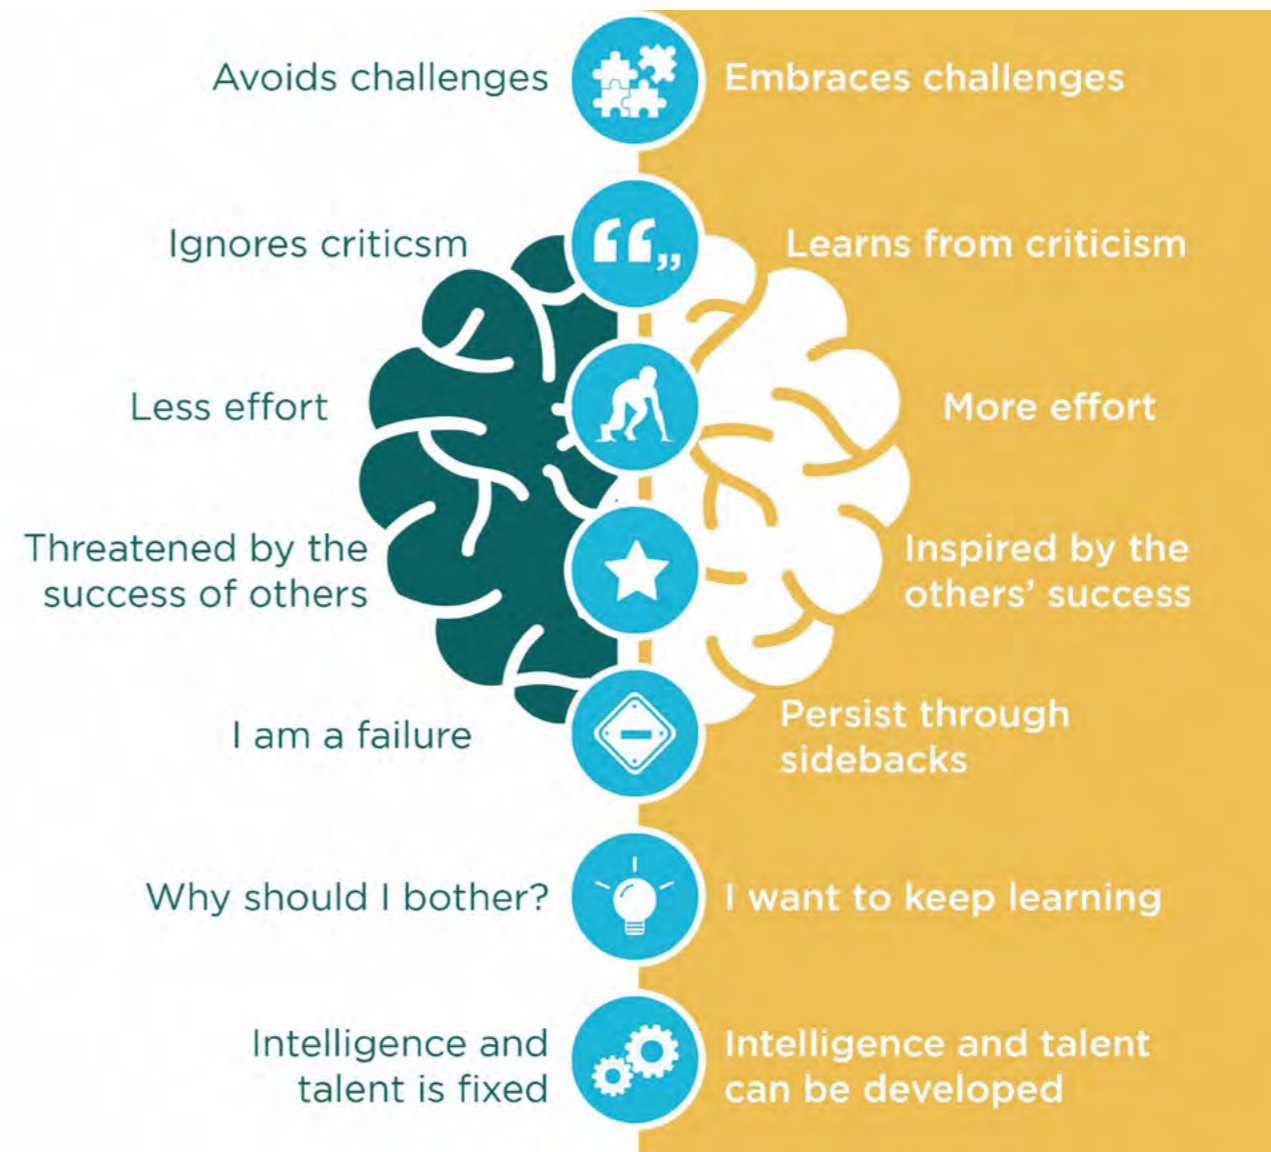 Avoids challenges
Embraces challenges
Ignores criticsm
Learns from criticism
Less effort
More effort
Threatened by the
success of others
Inspired by the
others' success
I am a failure
Persist through
sidebacks
Why should I bother?
I want to keep learning
Intelligence and
talent is fixed
Intelligence and talent
can be developed